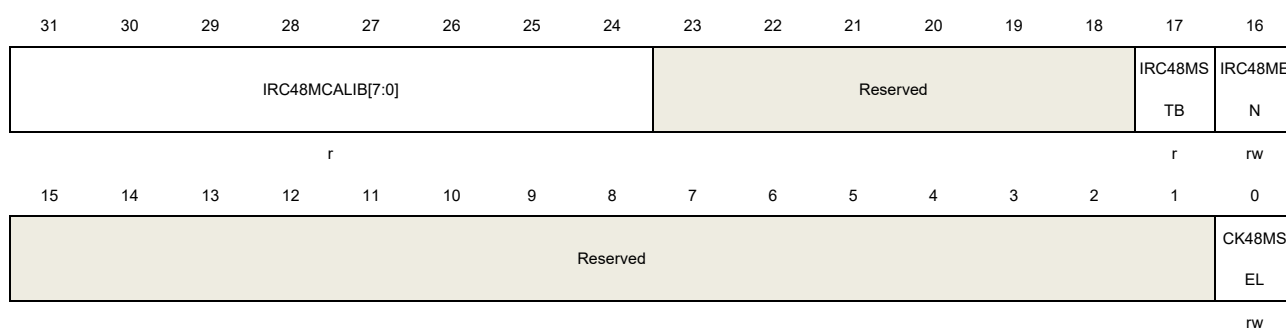 31 30 29 28 27 26 25 24 23 22 21 20 19 18 17 16
IRC48MCALIB[7:0] Reserved IRC48MS IRC48ME
TB N
r r rw
15 14 13 12 11 10 9 8 7 6 5 4 3 2 1 0
Reserved CK48MS
EL
rw